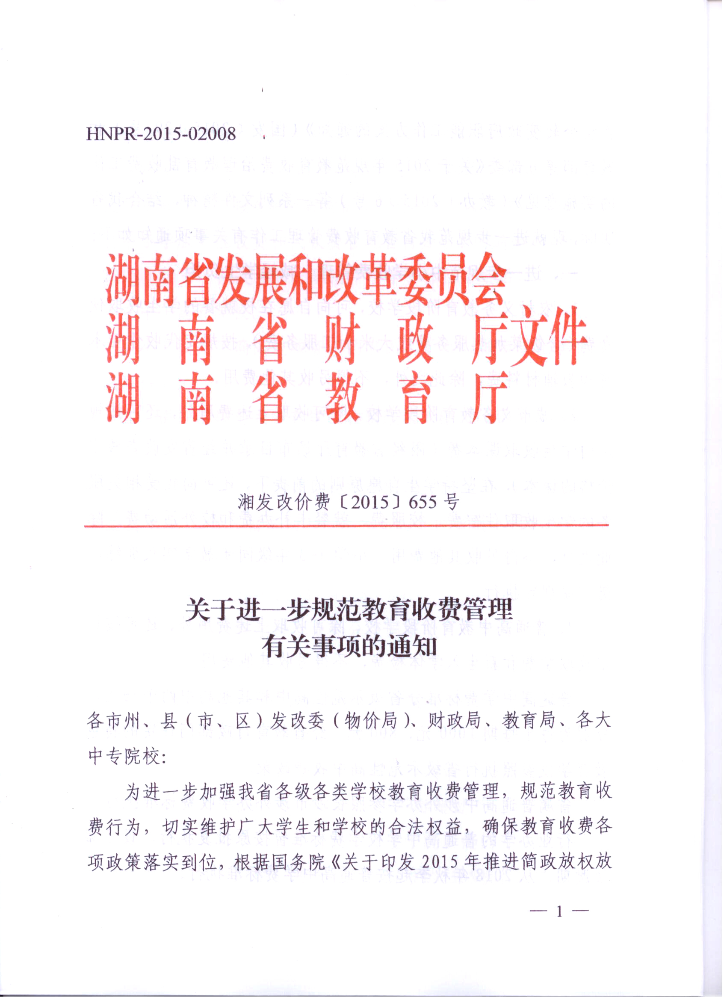 HNPR-2015-02008
湖南省发展和改革委员会
湖南省财政厅文件
湖南省教育厅
湘发改价费〔2015〕655号
关于进一步规范教育收费管理
有关事项的通知
各市州、县（市、区）发改委（物价局）、财政局、教育局、各大
中专院校：
为进一步加强我省各级各类学校教育收费管理，规范教育收
费行为，切实维护广大学生和学校的合法权益，确保教育收费各
项政策落实到位，根据国务院《关于印发 2015 年推进简政放权放
— 1 —